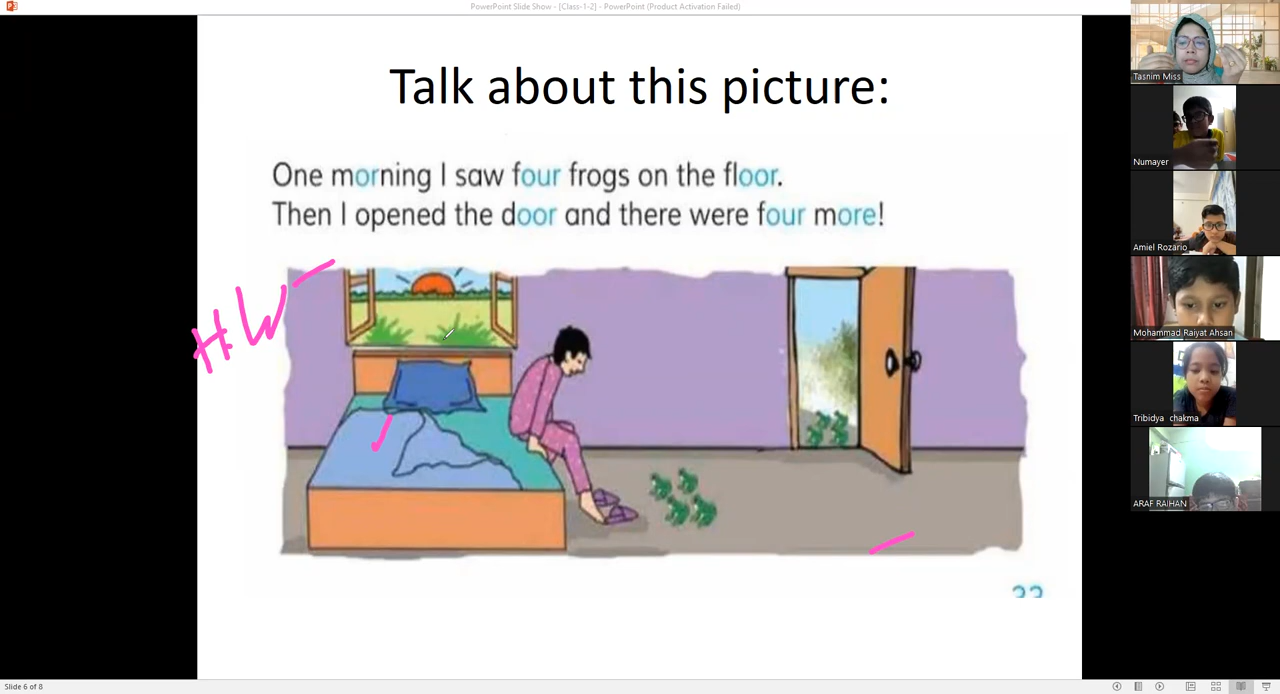 PowerPoint Slide Show - [Class-1-2] - PowerPoint (Product Activation Failed)
Talk about this picture:
One morning I saw four frogs on the floor.
Then I opened the door and there were four more!
H.W
Tasnim Miss
Numayer
Amiel Rozario
Mohammad Raiyat Ahsan
Tribidya chakma
ARAF RAIHAN
Slide 6 of 8